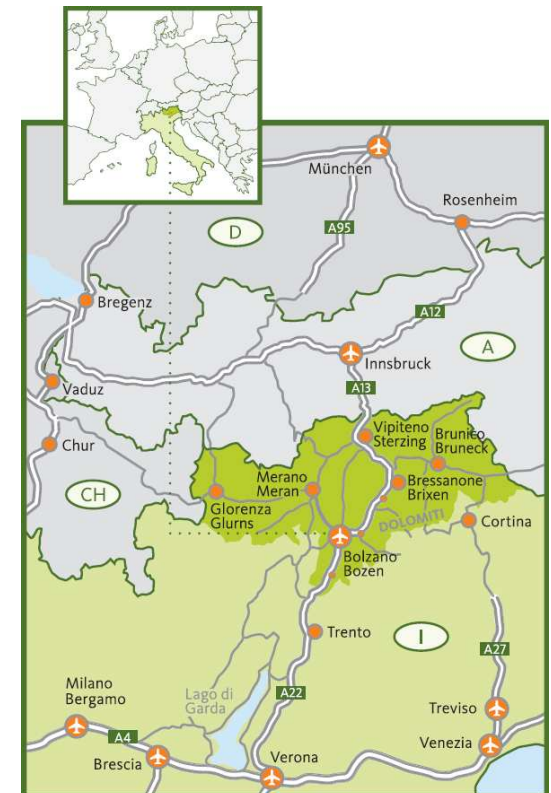 München
Rosenheim
D
A95
Bregenz
A12
A
Innsbruck
A13
Vaduz
Chur
CH
Vipiteno
Sterzing
Brunico
Bruneck
Merano
Meran
Bressanone
Brixen
Glorenza
Glurns
DOLOMITI
Cortina
Bolzano
Bozen
Trento
I
A27
Milano
Bergamo
Lago di
Garda
A22
Treviso
A4
Venezia
Brescia
Verona